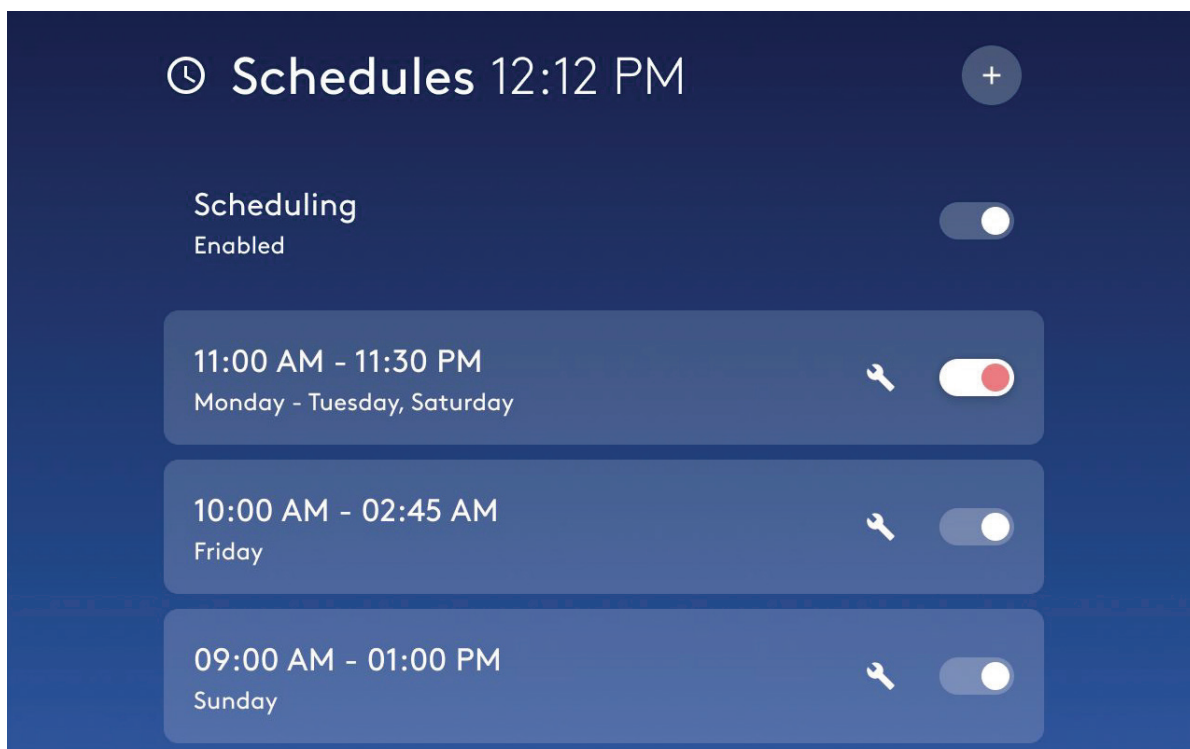 Schedules 12:12 PM
+
Scheduling
Enabled
11:00 AM - 11:30 PM
Monday - Tuesday, Saturday
10:00 AM - 02:45 AM
Friday
09:00 AM - 01:00 PM
Sunday